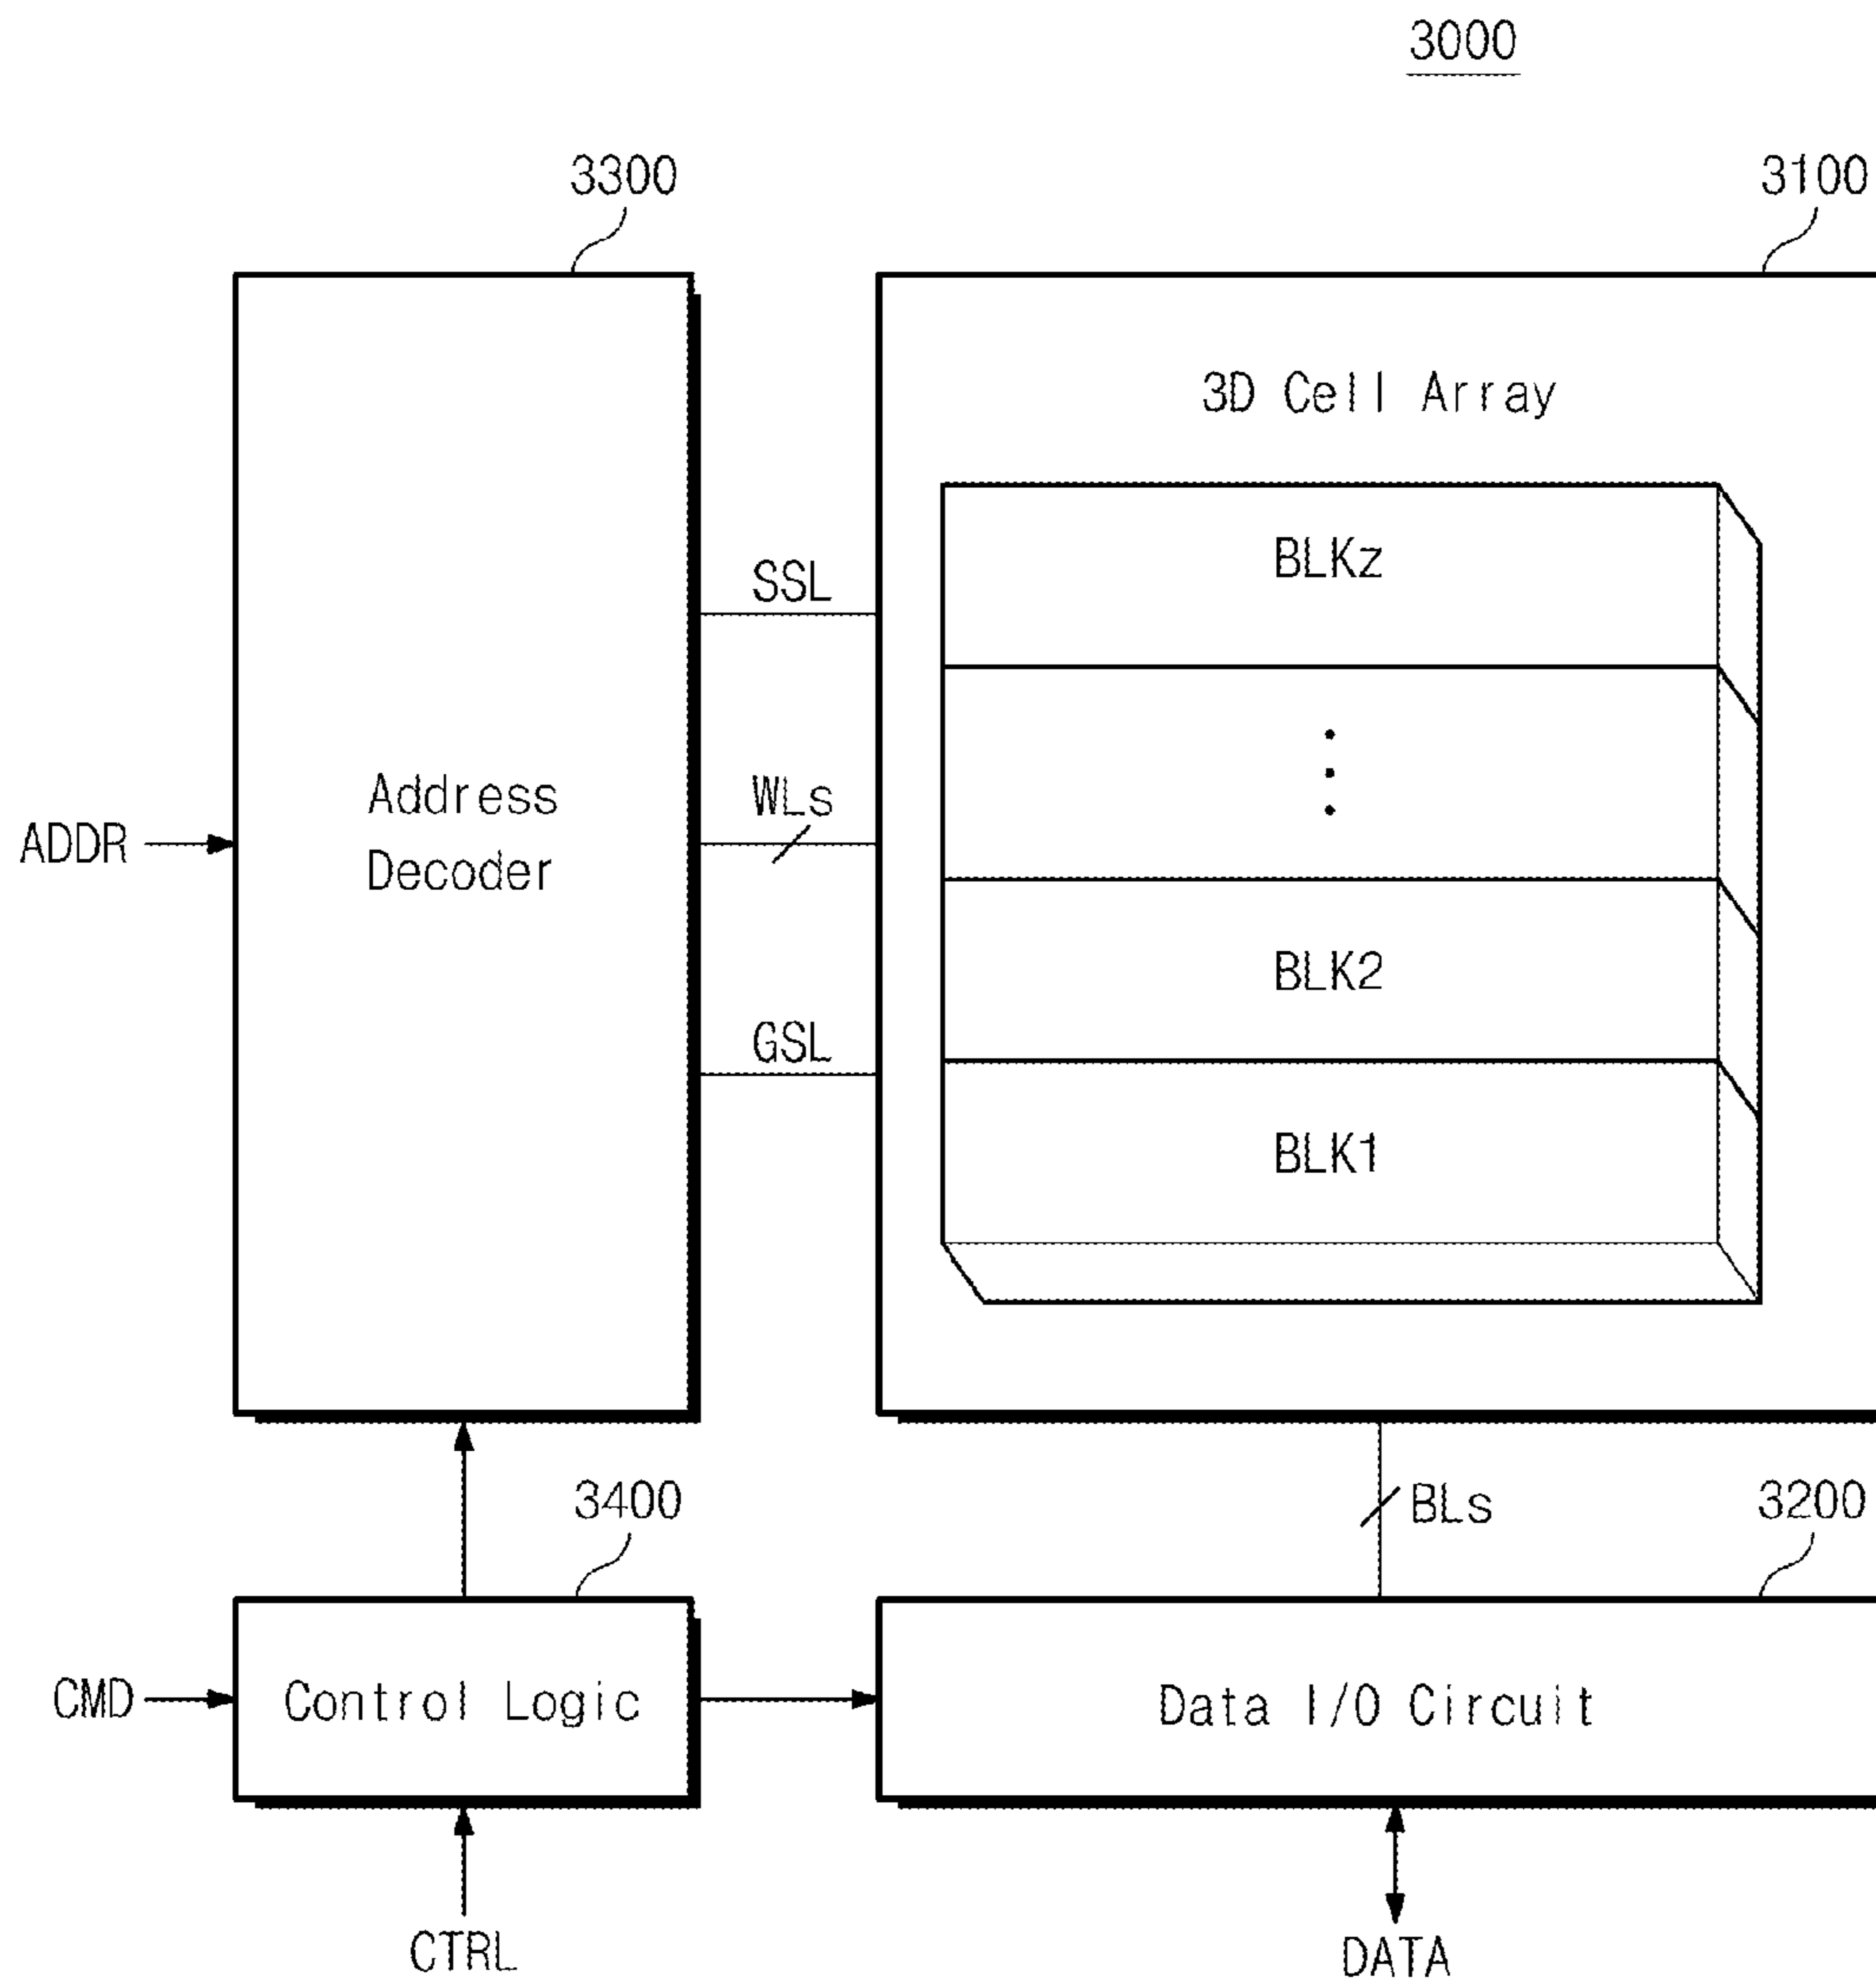 3000
3300
3100
3D Cell Array
SSL
BLKz
WLs
Address
Decoder
ADDR
BLK2
GSL
BLK1
3400
BLs
3200
CMD
Control Logic
Data I/O Circuit
CTRL
DATA